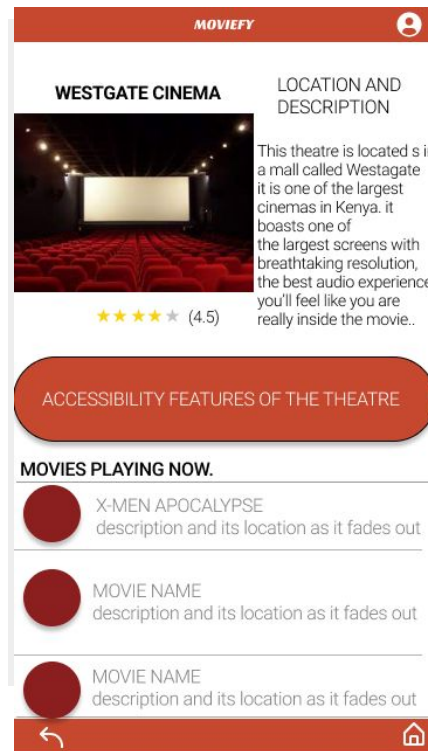 MOVIEFY
WESTGATE CINEMA
LOCATION AND
DESCRIPTION
This theatre is located s in
a mall called Westagate
it is one of the largest
cinemas in Kenya. it
boasts one of
the largest screens with
breathtaking resolution,
the best audio experience
you'll feel like you are
really inside the movie..
(4.5)
ACCESSIBILITY FEATURES OF THE THEATRE
MOVIES PLAYING NOW.
X-MEN APOCALYPSE
description and its location as it fades out
MOVIE NAME
description and its location as it fades out
MOVIE NAME
description and its location as it fades out